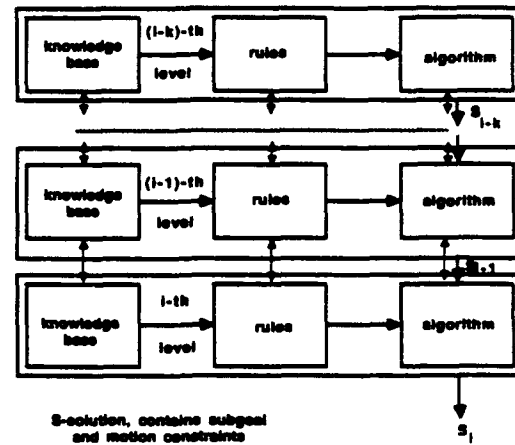 knowledge base
(i-k)-th level
rules
algorithm
S i-k
knowledge base
(i-1)-th level
rules
algorithm
knowledge base
i-th level
rules
algorithm
S i
S-solution, contains subgoal
and motion constraints